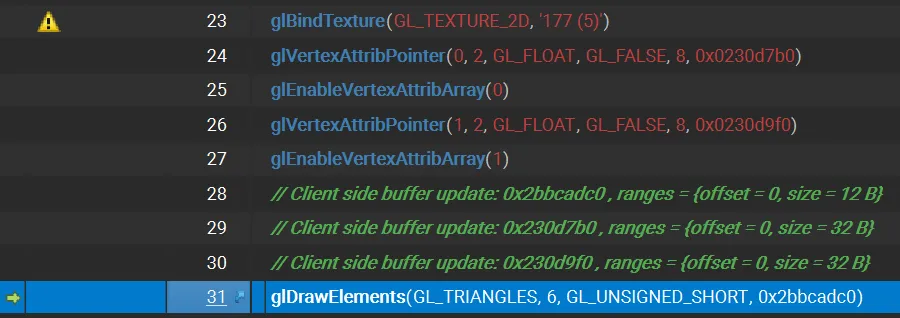 23 glBindTexture(GL_TEXTURE_2D, '177 (5)')
24 glVertexAttribPointer(0, 2, GL_FLOAT, GL_FALSE, 8, 0x0230d7b0)
25 glEnableVertexAttribArray(0)
26 glVertexAttribPointer(1, 2, GL_FLOAT, GL_FALSE, 8, 0x0230d9f0)
27 glEnableVertexAttribArray(1)
28 // Client side buffer update: 0x2bbcadc0 , ranges = {offset = 0, size = 12 B}
29 // Client side buffer update: 0x230d7b0 , ranges = {offset = 0, size = 32 B}
30 // Client side buffer update: 0x230d9f0 , ranges = {offset = 0, size = 32 B}
31 glDrawElements(GL_TRIANGLES, 6, GL_UNSIGNED_SHORT, 0x2bbcadc0)